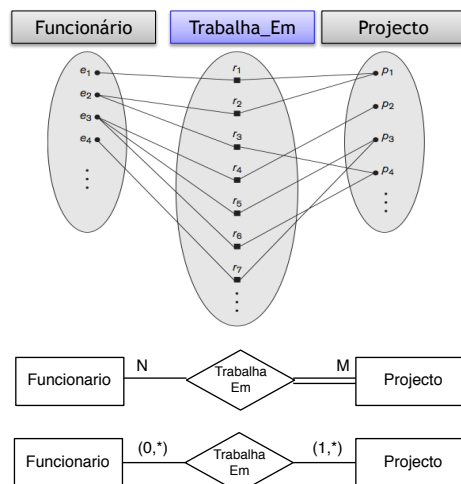 Funcionário Trabalha_Em Projecto
e1 r1 p1
e2 r2
e3 r3 p2
e4 r4 p3
r5 p4
r6
r7
N M
Funcionario Trabalha Em Projecto
(0,*) (1,*)
Funcionario Trabalha Em Projecto